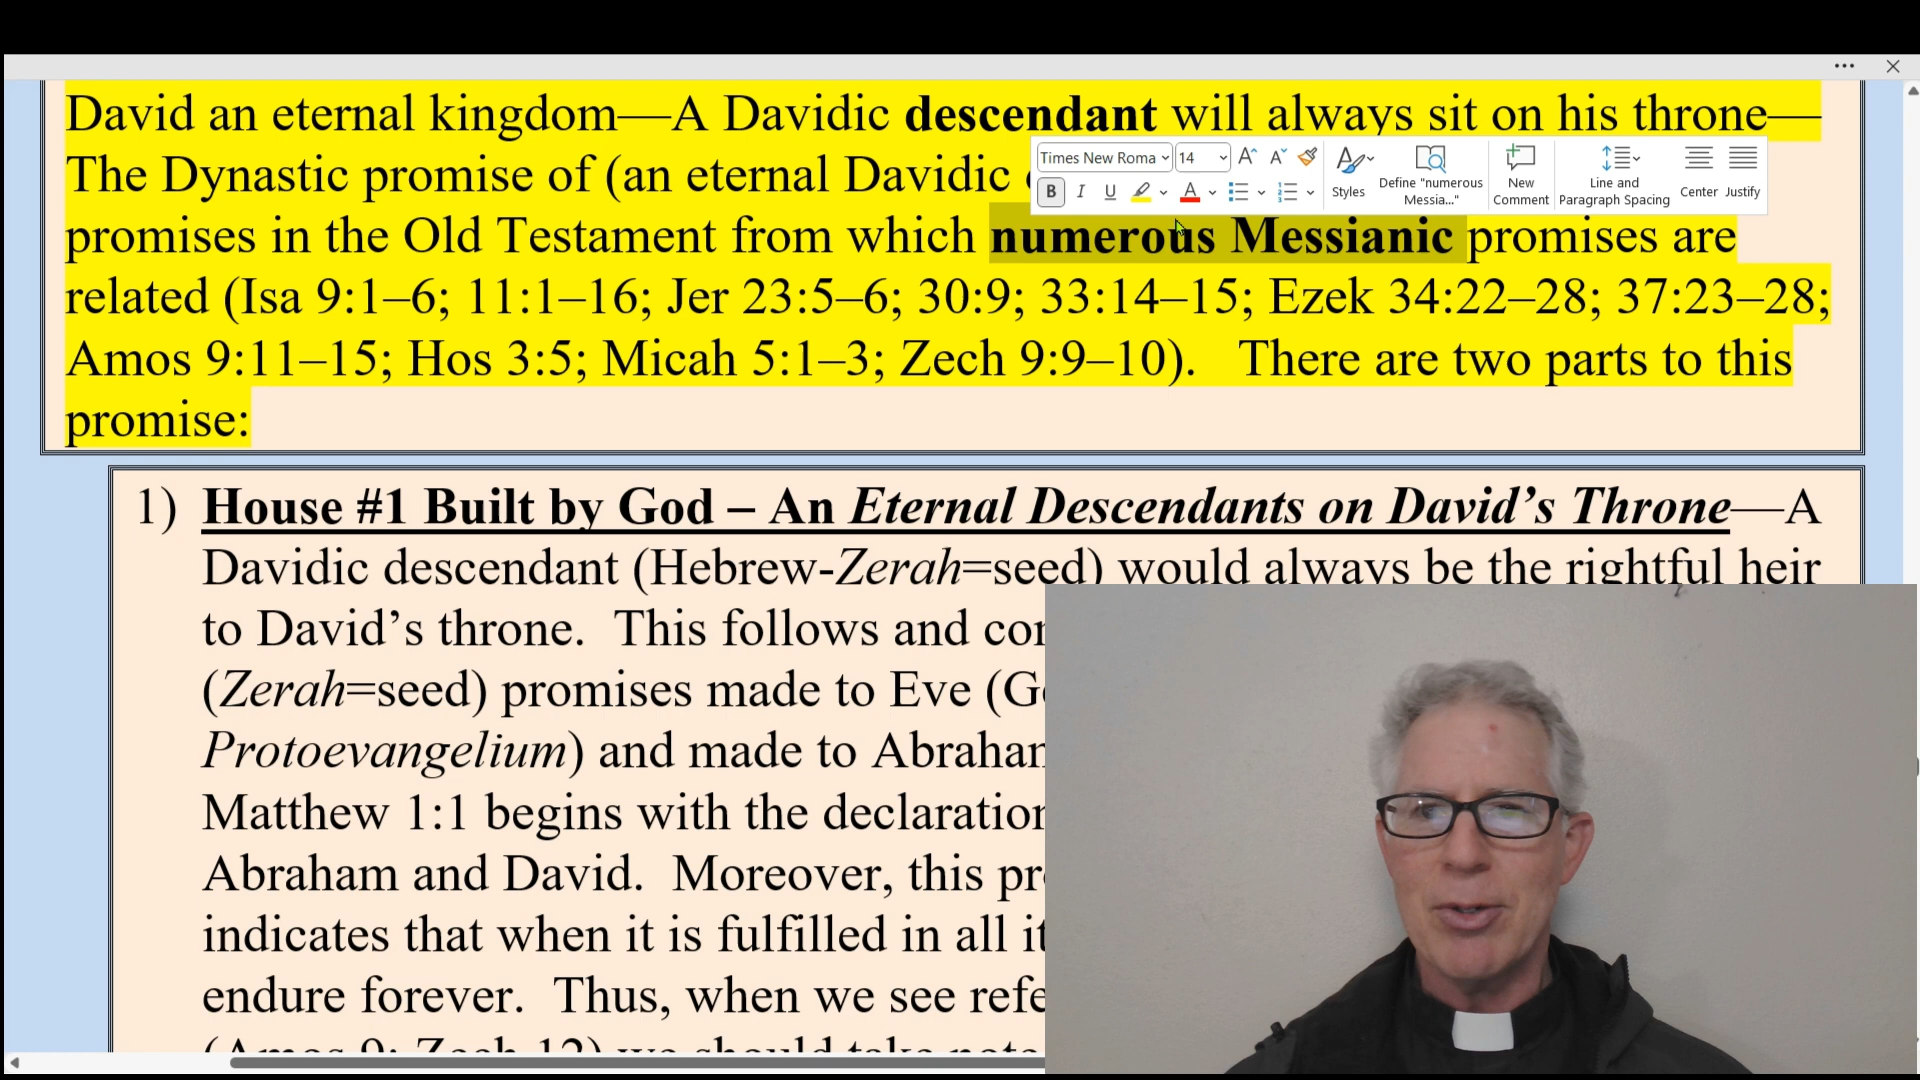 David an eternal kingdom—A Davidic descendant will always sit on his throne—
The Dynastic promise of (an eternal Davidic
Times New Roma 14
B I U A
Styles
Define "numerous Messia..."
New Comment
Line and Paragraph Spacing
Center
Justify
promises in the Old Testament from which numerous Messianic promises are
related (Isa 9:1–6; 11:1–16; Jer 23:5–6; 30:9; 33:14–15; Ezek 34:22–28; 37:23–28;
Amos 9:11–15; Hos 3:5; Micah 5:1–3; Zech 9:9–10). There are two parts to this
promise:
1) House #1 Built by God – An Eternal Descendants on David’s Throne—A
Davidic descendant (Hebrew-Zerah=seed) would always be the rightful heir
to David’s throne. This follows and
(Zerah=seed) promises made to Eve
Protoevangelium) and made to
Matthew 1:1 begins with the
Abraham and David. Moreover, this
indicates that when it is fulfilled in all
endure forever. Thus, when we see
(Amos 9; Zech 12) we should take note